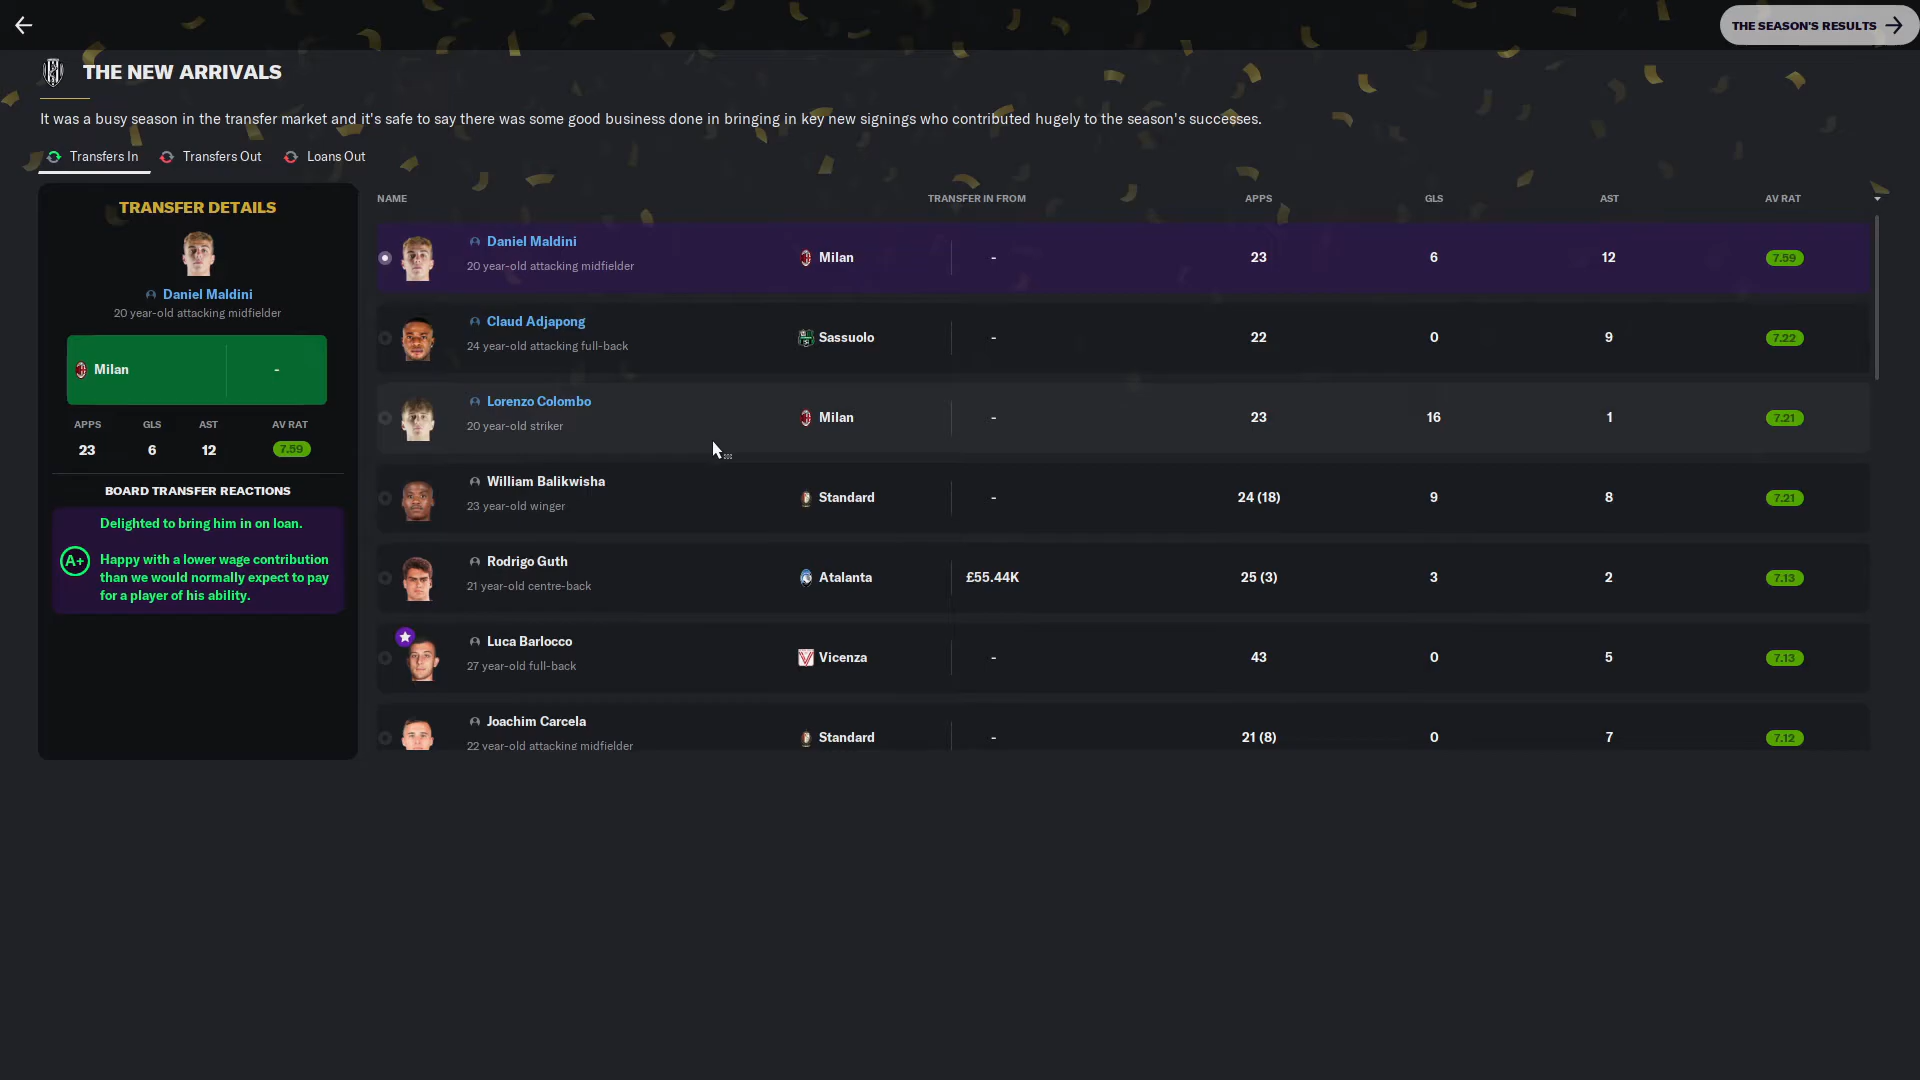 THE SEASON'S RESULTS
THE NEW ARRIVALS
It was a busy season in the transfer market and it's safe to say there was some good business done in bringing in key new signings who contributed hugely to the season's successes.
Transfers In Transfers Out Loans Out
TRANSFER DETAILS
Daniel Maldini
20 year-old attacking midfielder
Milan -
APPS GLS AST AV RAT
23 6 12 7.59
BOARD TRANSFER REACTIONS
Delighted to bring him in on loan.
A+
Happy with a lower wage contribution
than we would normally expect to pay
for a player of his ability.
NAME TRANSFER IN FROM APPS GLS AST AV RAT
Daniel Maldini
20 year-old attacking midfielder
Milan - 23 6 12 7.59
Claud Adjapong
24 year-old attacking full-back
Sassuolo - 22 0 9 7.22
Lorenzo Colombo
20 year-old striker
Milan - 23 16 1 7.21
William Balikwisha
23 year-old winger
Standard - 24 (18) 9 8 7.21
Rodrigo Guth
21 year-old centre-back
Atalanta £55.44K 25 (3) 3 2 7.13
Luca Barlocco
27 year-old full-back
Vicenza - 43 0 5 7.13
Joachim Carcela
22 year-old attacking midfielder
Standard - 21 (8) 0 7 7.12